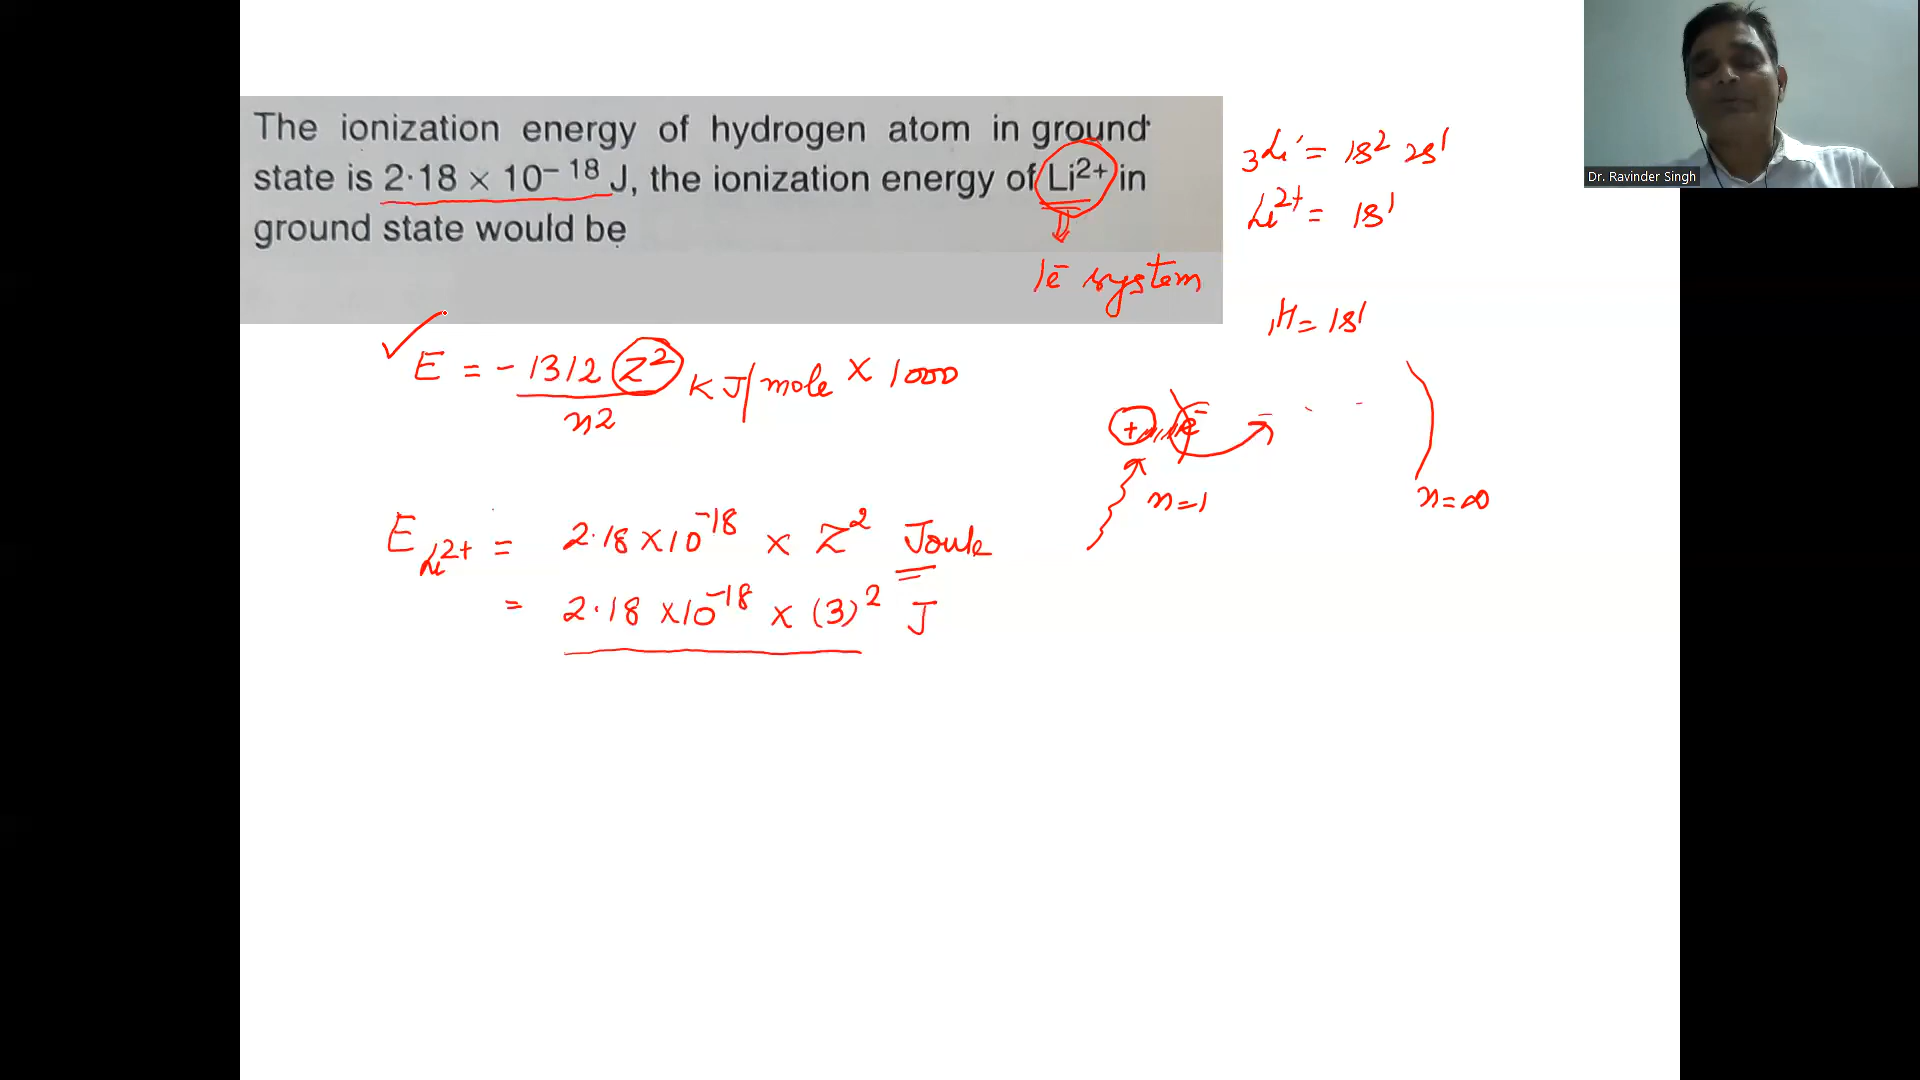 The ionization energy of hydrogen atom in ground
state is 2·18 × 10⁻¹⁸ J, the ionization energy of Li²⁺ in
ground state would be
1e⁻ system
₃Li = 1s² 2s¹
Li²⁺ = 1s¹
₁H = 1s¹
E = -1312 Z² / n² KJ/mole × 1000
+ e⁻
n=1
n=∞
E Li²⁺ = 2·18 ×10⁻¹⁸ × Z² Joule
= 2·18 ×10⁻¹⁸ × (3)² J
Dr. Ravinder Singh